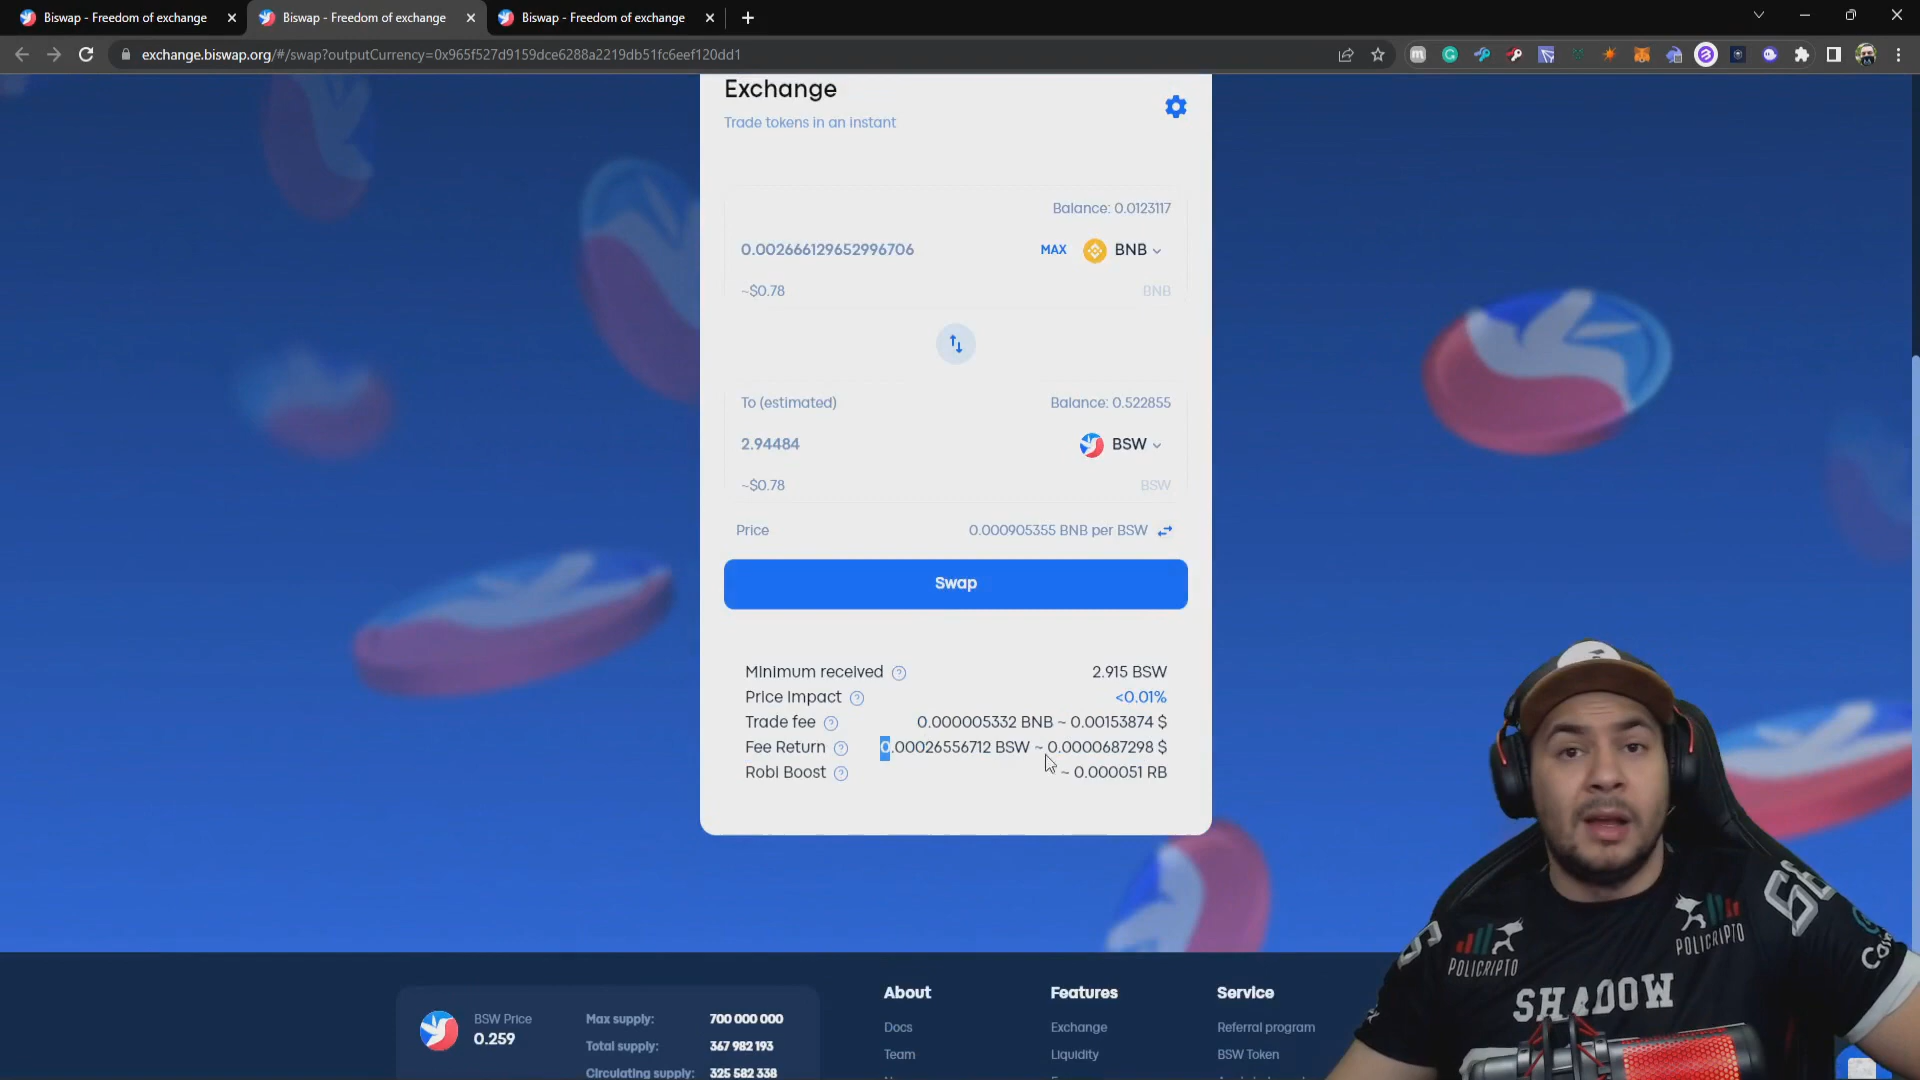 Biswap - Freedom of exchange
Biswap - Freedom of exchange
Biswap - Freedom of exchange
exchange.biswap.org/#/swap?outputCurrency=0x965f527d9159dce6288a2219db51fc6eef120dd1
Exchange
Trade tokens in an instant
Balance: 0.0123117
0.002666129652996706 MAX BNB
~$0.78 BNB
To (estimated) Balance: 0.522855
2.94484 BSW
~$0.78 BSW
Price 0.000905355 BNB per BSW
Swap
Minimum received ? 2.915 BSW
Price Impact ? <0.01%
Trade fee ? 0.000005332 BNB ~ 0.00153874 $
Fee Return ? 0.00026556712 BSW ~ 0.0000687298 $
Robi Boost ? ~ 0.000051 RB
POLICRIPTO
POLICRIPTO
SHADOW
BSW Price
0.259
Max supply: 700 000 000
Total supply: 367 982 193
Circulating supply: 325 582 338
About
Docs
Team
Features
Exchange
Liquidity
Service
Referral program
BSW Token